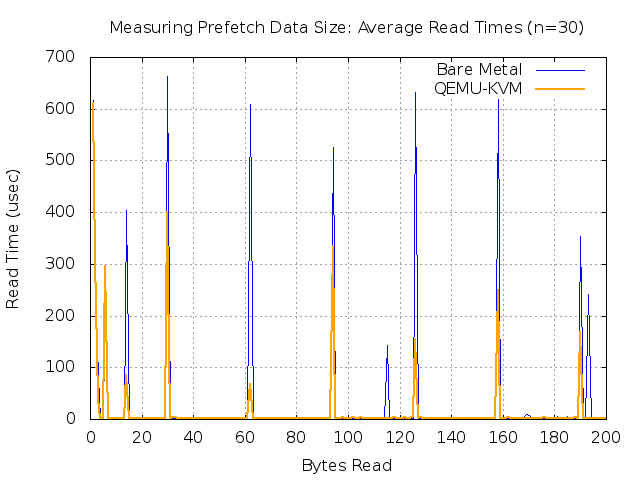 Measuring Prefetch Data Size: Average Read Times (n=30)
Bare Metal
QEMU-KVM
700
600
500
400
300
200
100
0
Read Time (usec)
0 20 40 60 80 100 120 140 160 180 200
Bytes Read